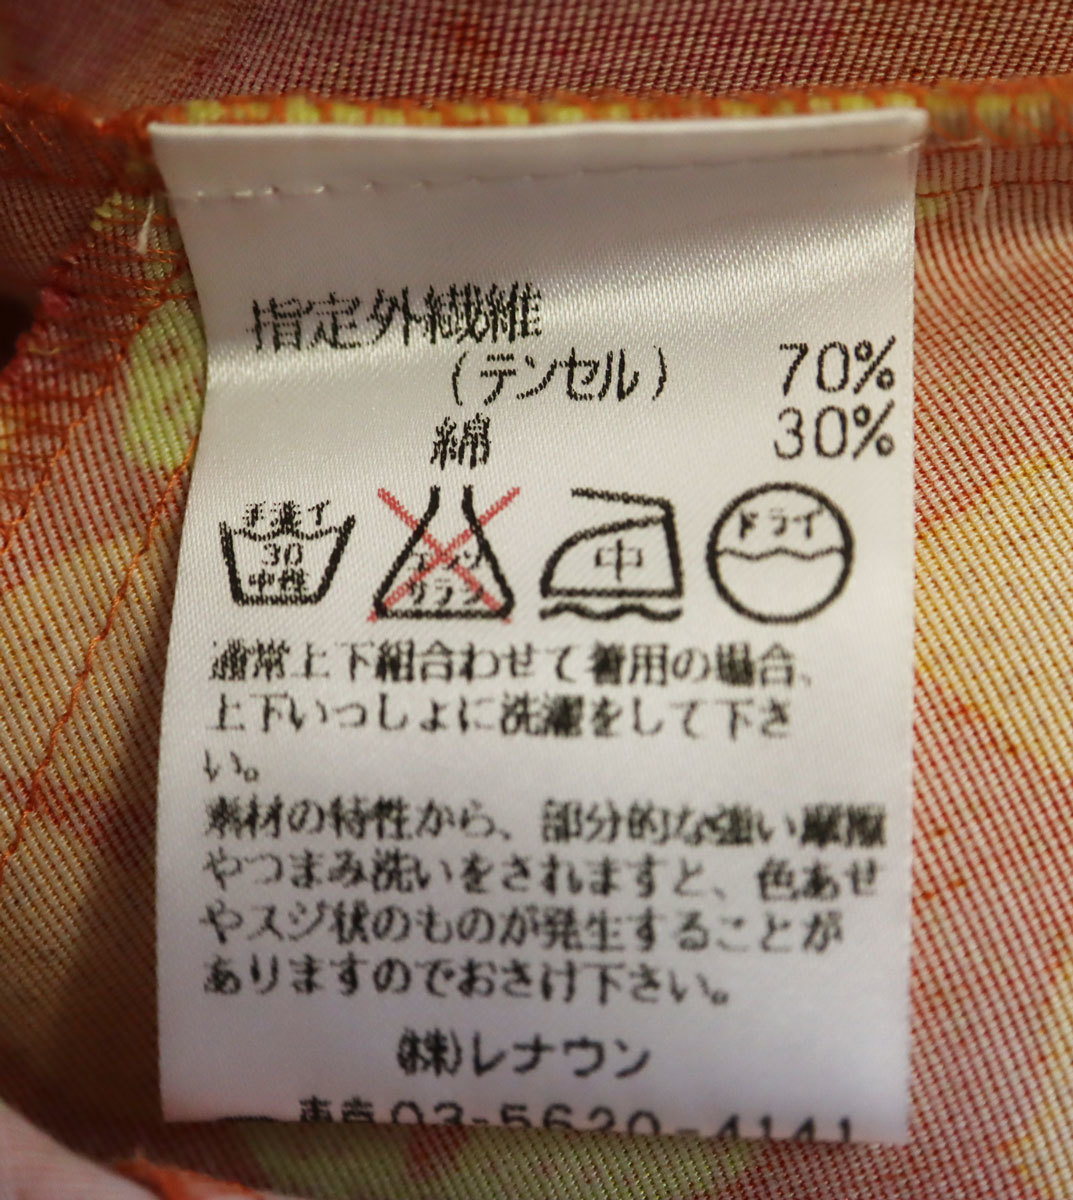 指定外繊維
(テンセル) 70%
綿 30%
手洗イ
30
中性
エンソ
サラシ
中
ドライ
通常上下組合わせて着用の場合、
上下いっしょに洗濯をして下さ
い。
素材の特性から、部分的な強い摩擦
やつまみ洗いをされますと、色あせ
やスジ状のものが発生することが
ありますのでおさけ下さい。
(株)レナウン
東京03-5620-4141